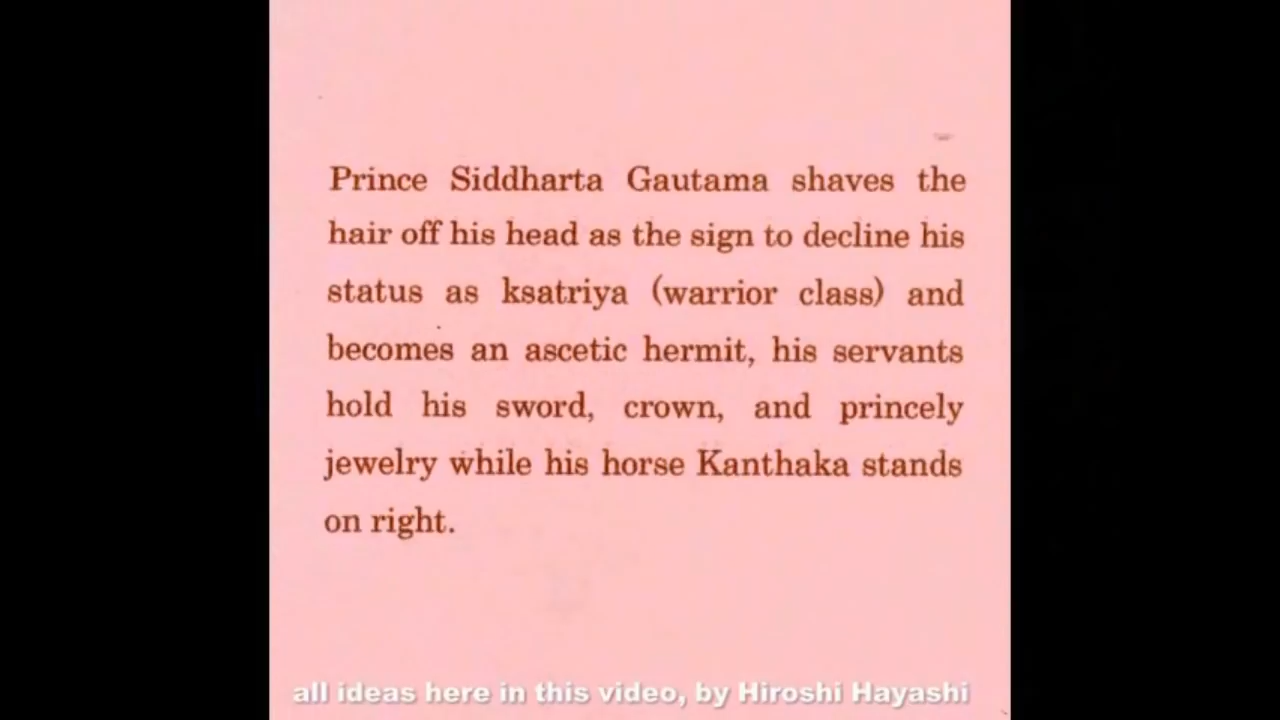 Prince Siddharta Gautama shaves the
hair off his head as the sign to decline his
status as ksatriya (warrior class) and
becomes an ascetic hermit, his servants
hold his sword, crown, and princely
jewelry while his horse Kanthaka stands
on right.
all ideas here in this video, by Hiroshi Hayashi